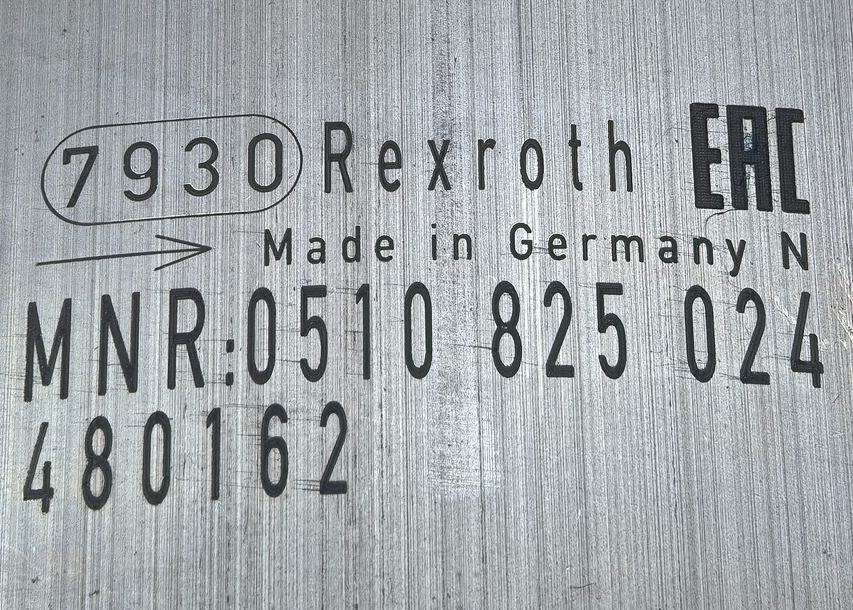 7930 Rexroth EAC
Made in Germany N
MNR:0510 825 024
480162